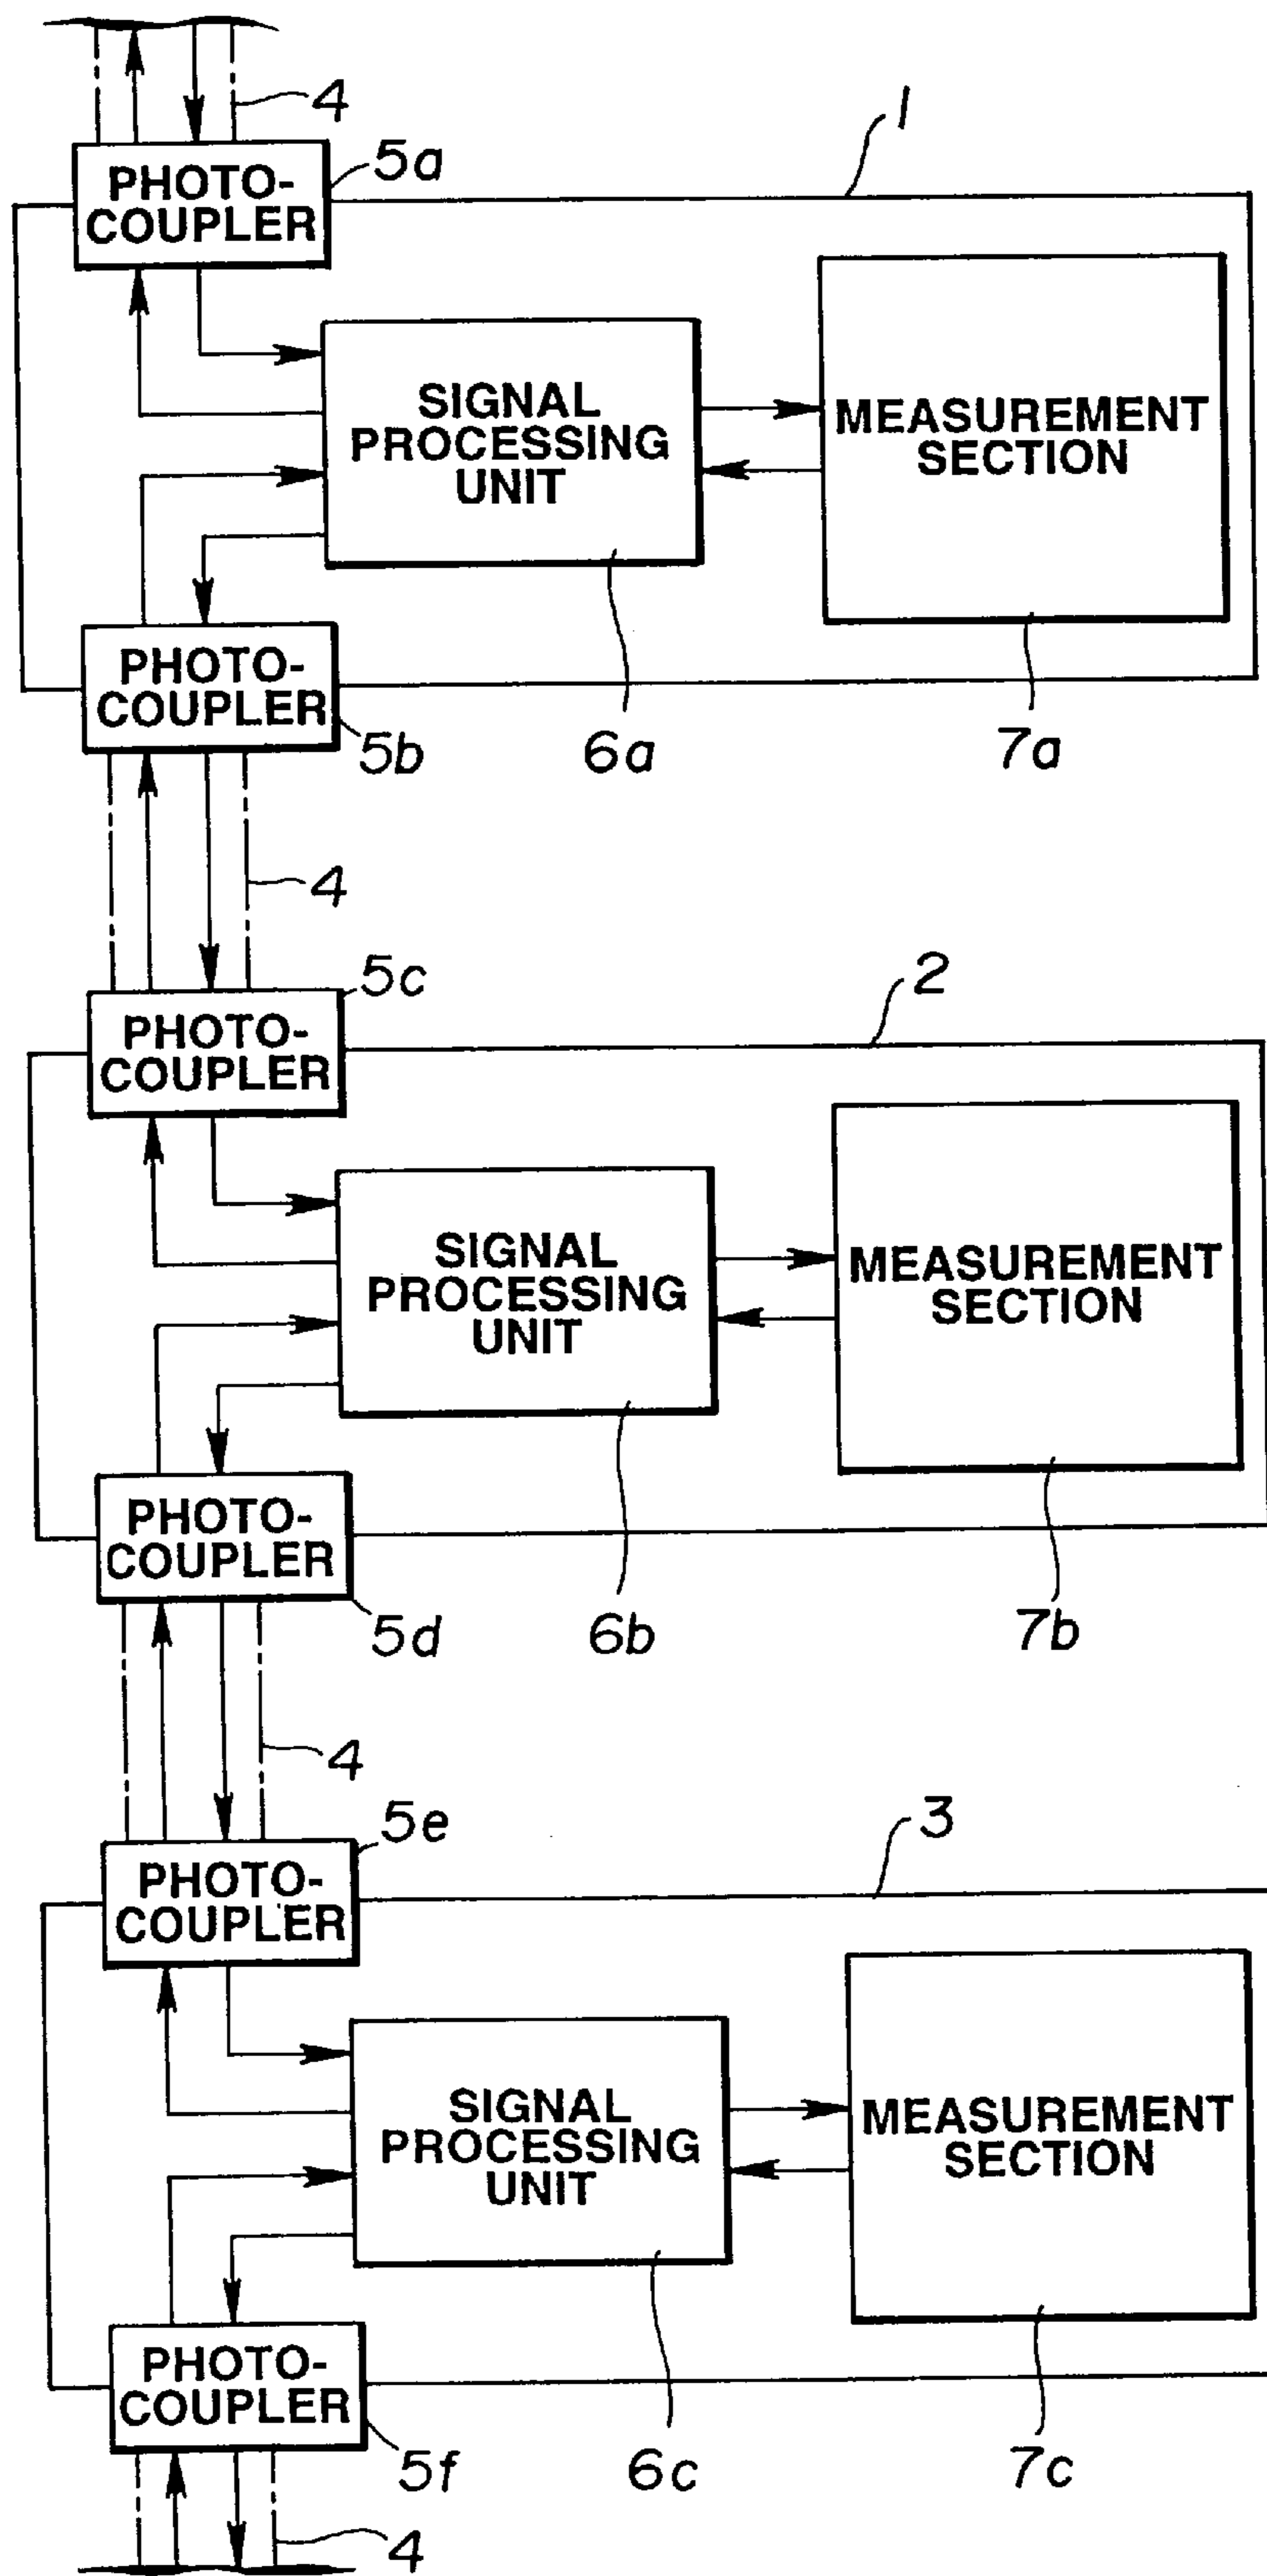 4
1
PHOTO-
COUPLER
5a
SIGNAL
PROCESSING
UNIT
MEASUREMENT
SECTION
PHOTO-
COUPLER
5b
6a
7a
4
2
5c
PHOTO-
COUPLER
SIGNAL
PROCESSING
UNIT
MEASUREMENT
SECTION
PHOTO-
COUPLER
5d
6b
7b
4
3
5e
PHOTO-
COUPLER
SIGNAL
PROCESSING
UNIT
MEASUREMENT
SECTION
PHOTO-
COUPLER
5f
6c
7c
4